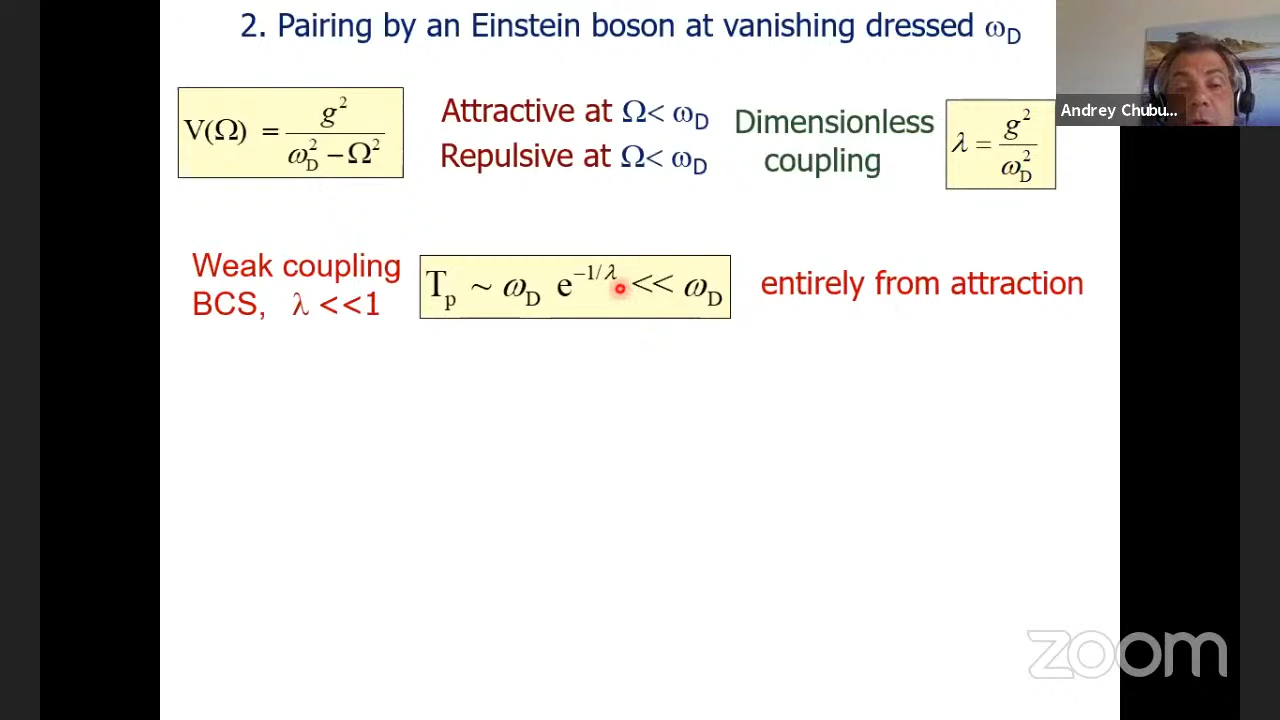 2. Pairing by an Einstein boson at vanishing dressed ω_D
V(Ω) = g² / (ω_D² − Ω²)
Attractive at Ω< ω_D
Repulsive at Ω< ω_D
Dimensionless
coupling
λ = g² / ω_D²
Andrey Chubu...
Weak coupling
BCS, λ <<1
T_p ~ ω_D e^(−1/λ) << ω_D
entirely from attraction
zoom